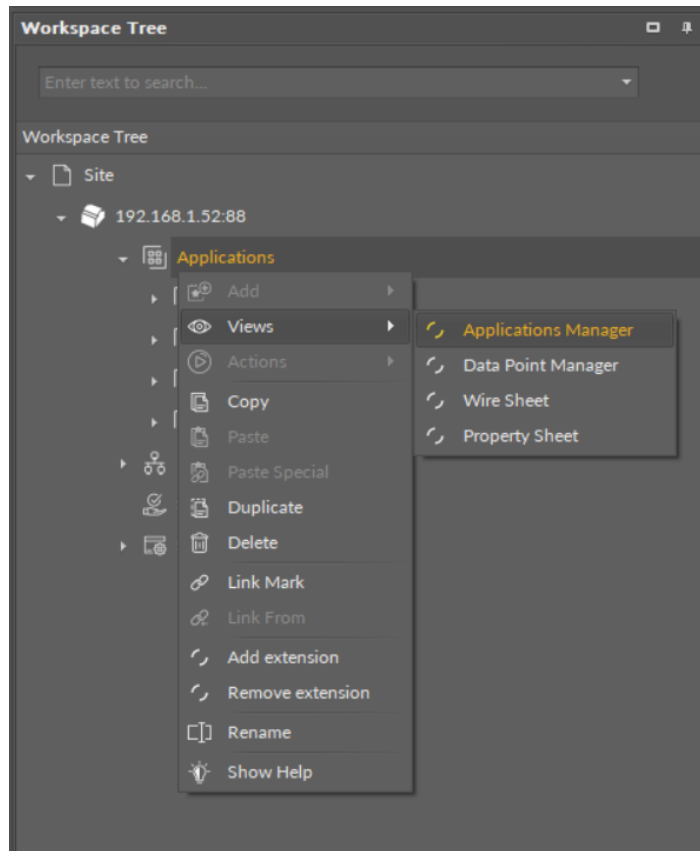 Workspace Tree
Enter text to search...
Workspace Tree
Site
192.168.1.52:88
Applications
Add
Views
Actions
Copy
Paste
Paste Special
Duplicate
Delete
Link Mark
Link From
Add extension
Remove extension
Rename
Show Help
Applications Manager
Data Point Manager
Wire Sheet
Property Sheet